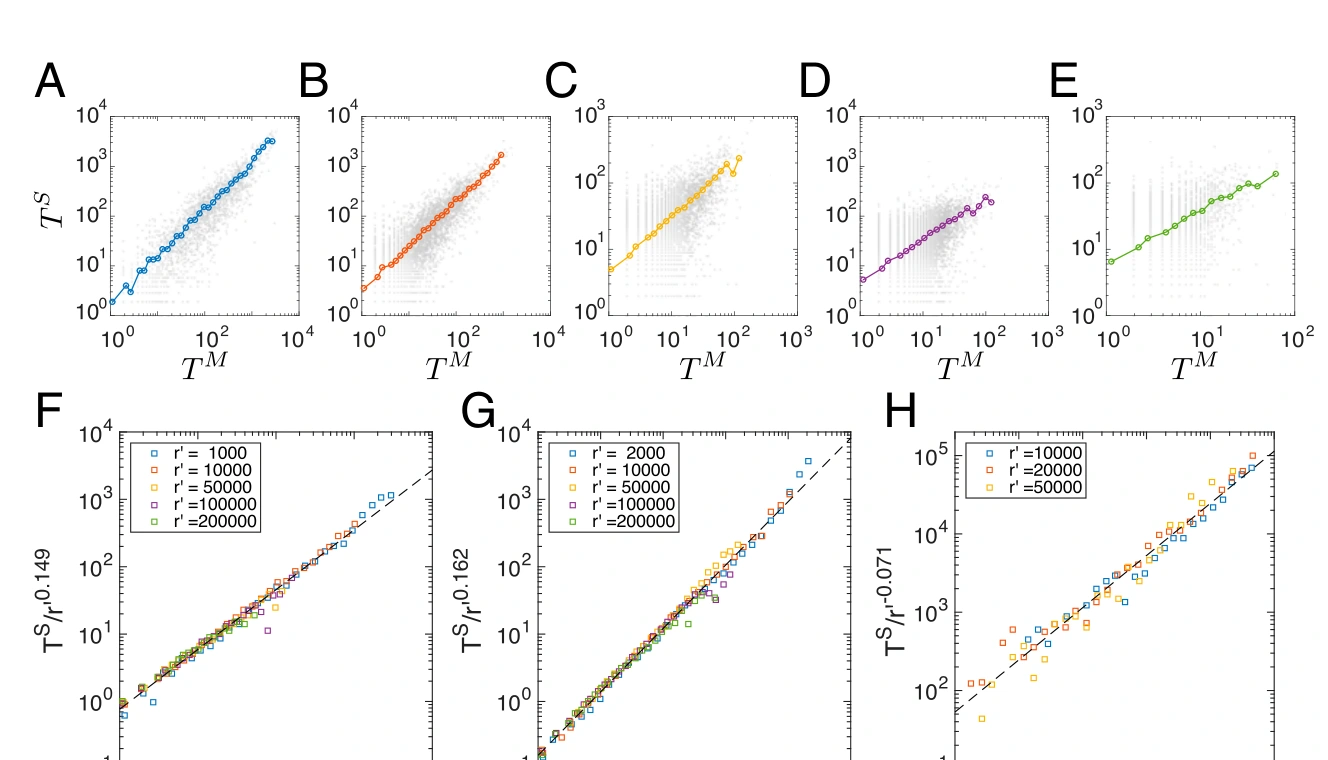 A B C D E
10^4 10^4 10^3 10^4 10^3
10^3 10^3 10^3
10^2 10^2 10^2 10^2 10^2
T^S
10^1 10^1 10^1 10^1 10^1
10^0 10^0 10^0 10^0 10^0
10^0 10^2 10^4 10^0 10^2 10^4 10^0 10^1 10^2 10^3 10^0 10^1 10^2 10^3 10^0 10^1 10^2
T^M T^M T^M T^M T^M
F
10^4
r' = 1000
r' = 10000
r' = 50000
r' =100000
r' =200000
10^3
10^2
10^1
10^0
T^S/r'^0.149
G
10^4
r' = 2000
r' = 10000
r' = 50000
r' =100000
r' =200000
10^3
10^2
10^1
10^0
T^S/r'^0.162
H
10^5
r' =10000
r' =20000
r' =50000
10^4
10^3
10^2
T^S/r'^-0.071